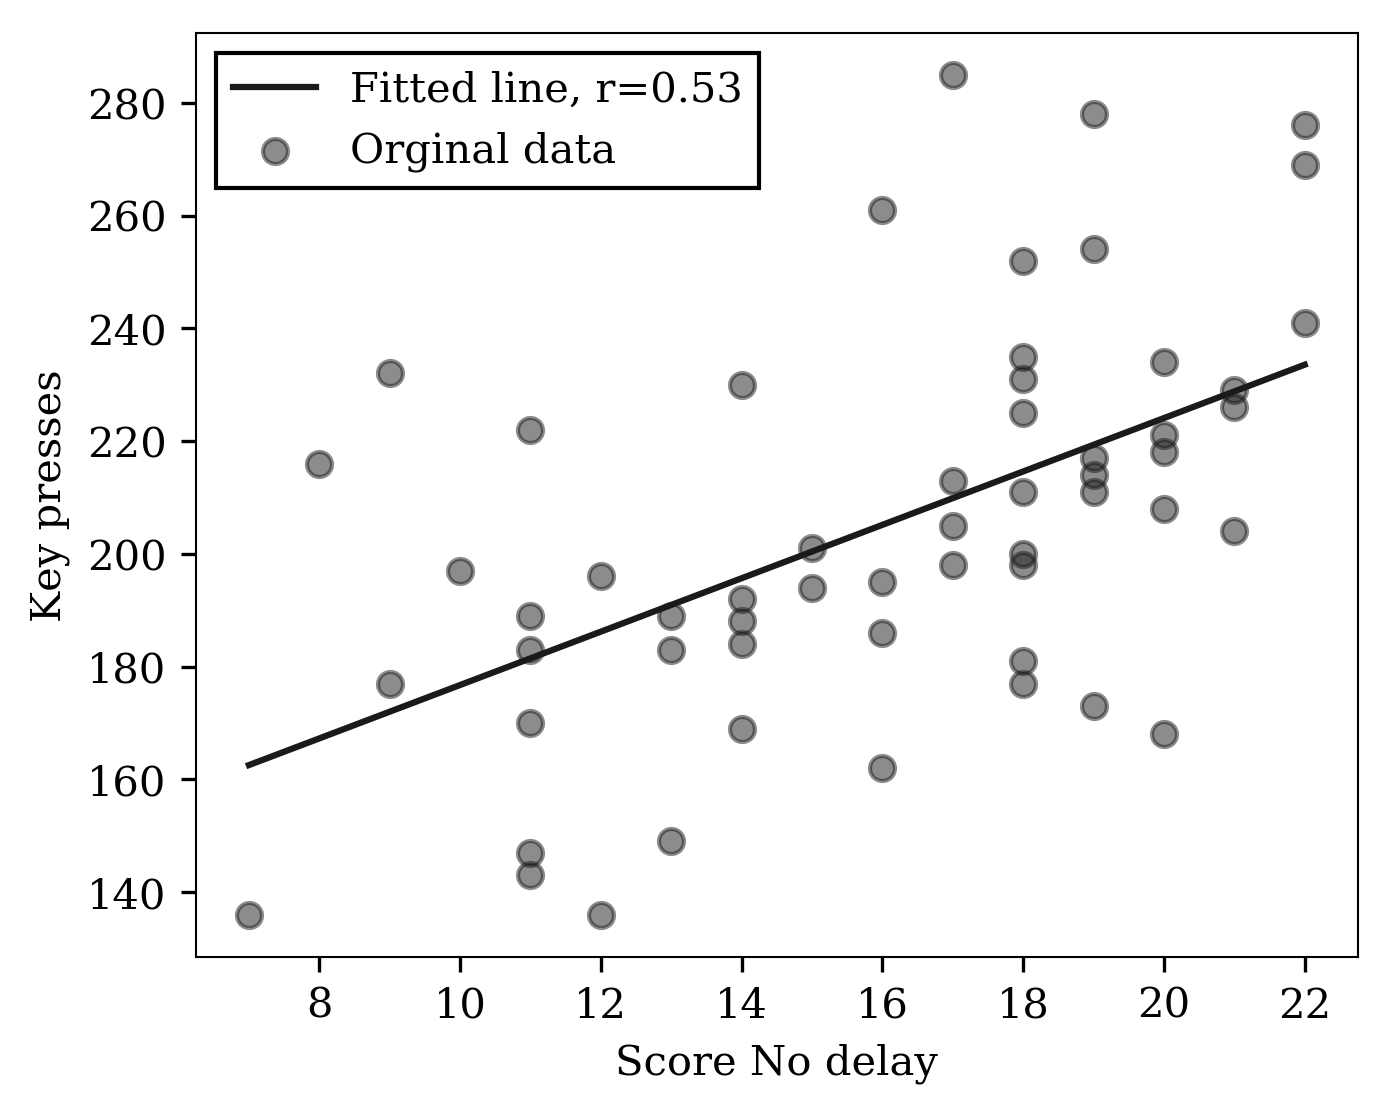 Fitted line, r=0.53
Orginal data
280
260
240
220
200
180
160
140
Key presses
8 10 12 14 16 18 20 22
Score No delay